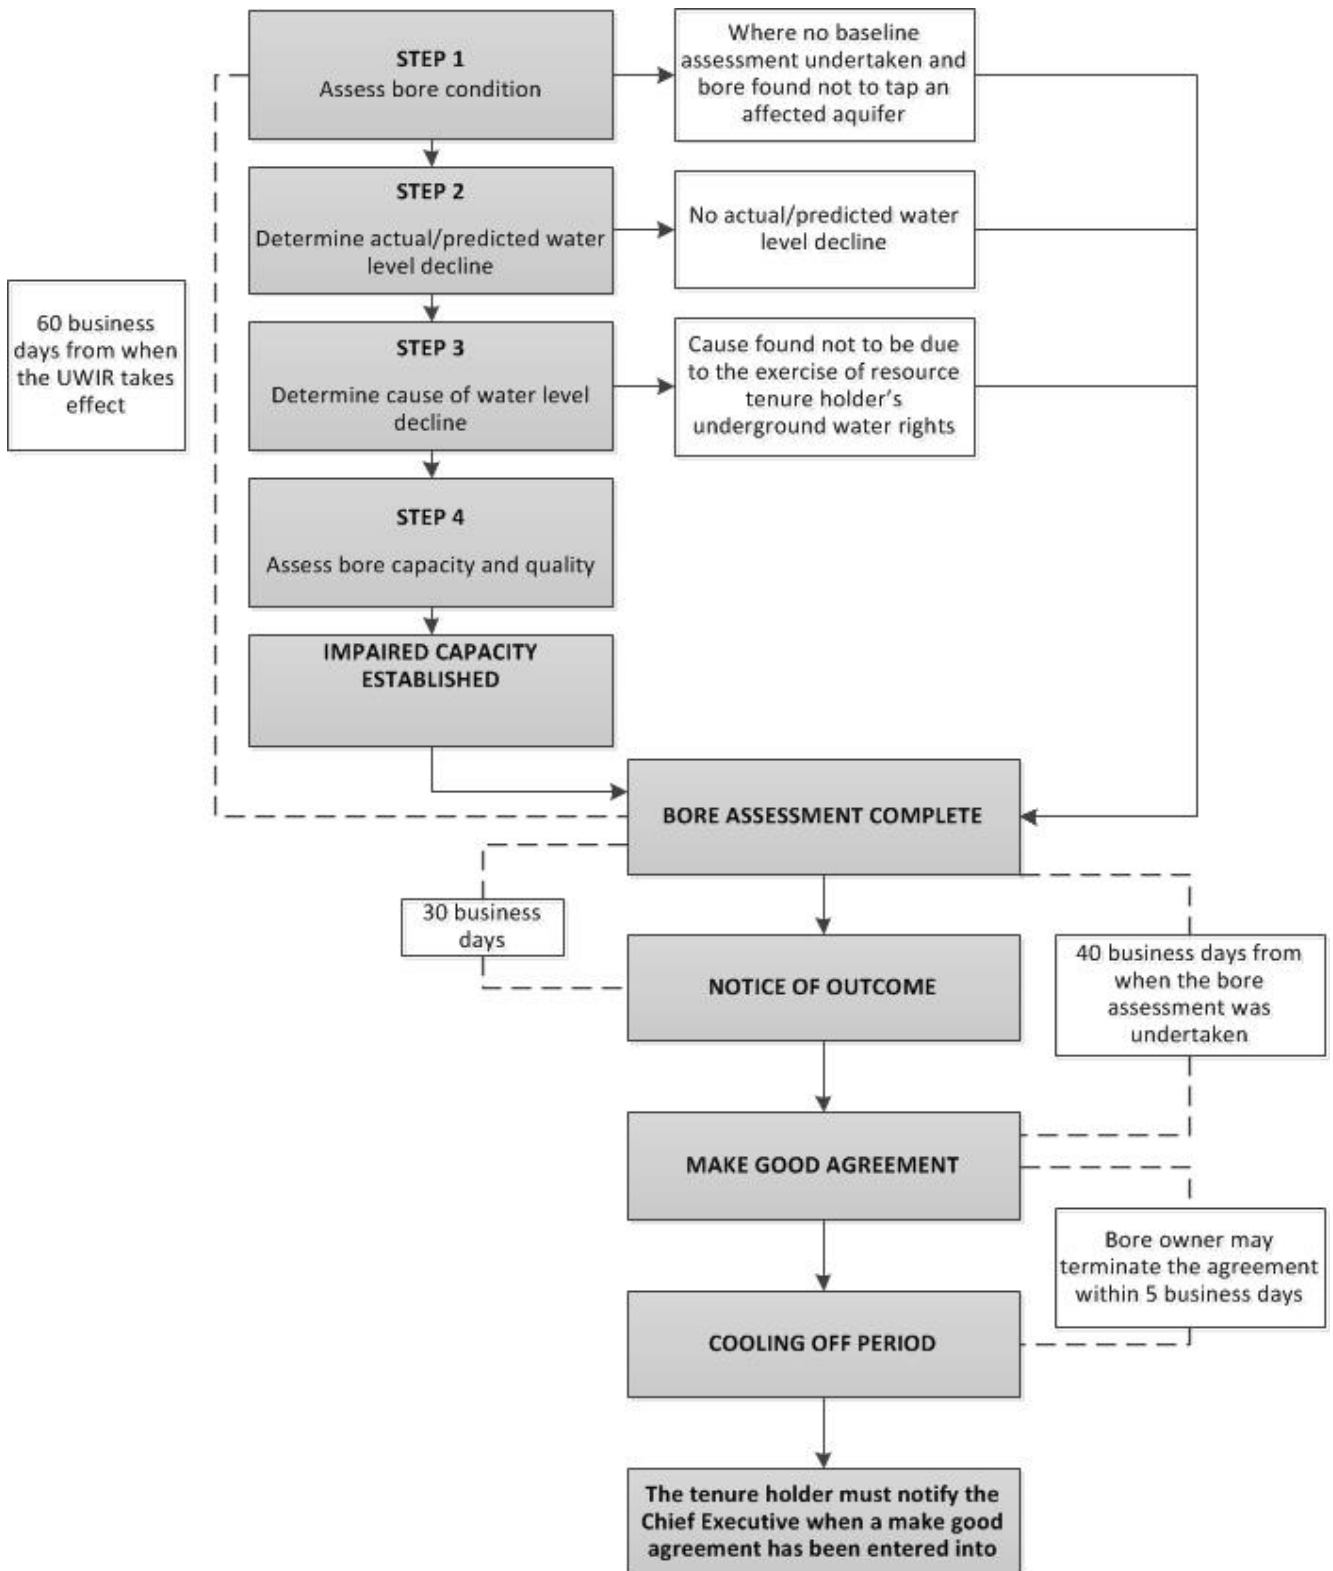 STEP 1
Assess bore condition
Where no baseline
assessment undertaken and
bore found not to tap an
affected aquifer
STEP 2
Determine actual/predicted water
level decline
No actual/predicted water
level decline
60 business
days from when
the UWIR takes
effect
STEP 3
Determine cause of water level
decline
Cause found not to be due
to the exercise of resource
tenure holder's
underground water rights
STEP 4
Assess bore capacity and quality
IMPAIRED CAPACITY
ESTABLISHED
BORE ASSESSMENT COMPLETE
30 business
days
NOTICE OF OUTCOME
40 business days from
when the bore
assessment was
undertaken
MAKE GOOD AGREEMENT
Bore owner may
terminate the agreement
within 5 business days
COOLING OFF PERIOD
The tenure holder must notify the
Chief Executive when a make good
agreement has been entered into